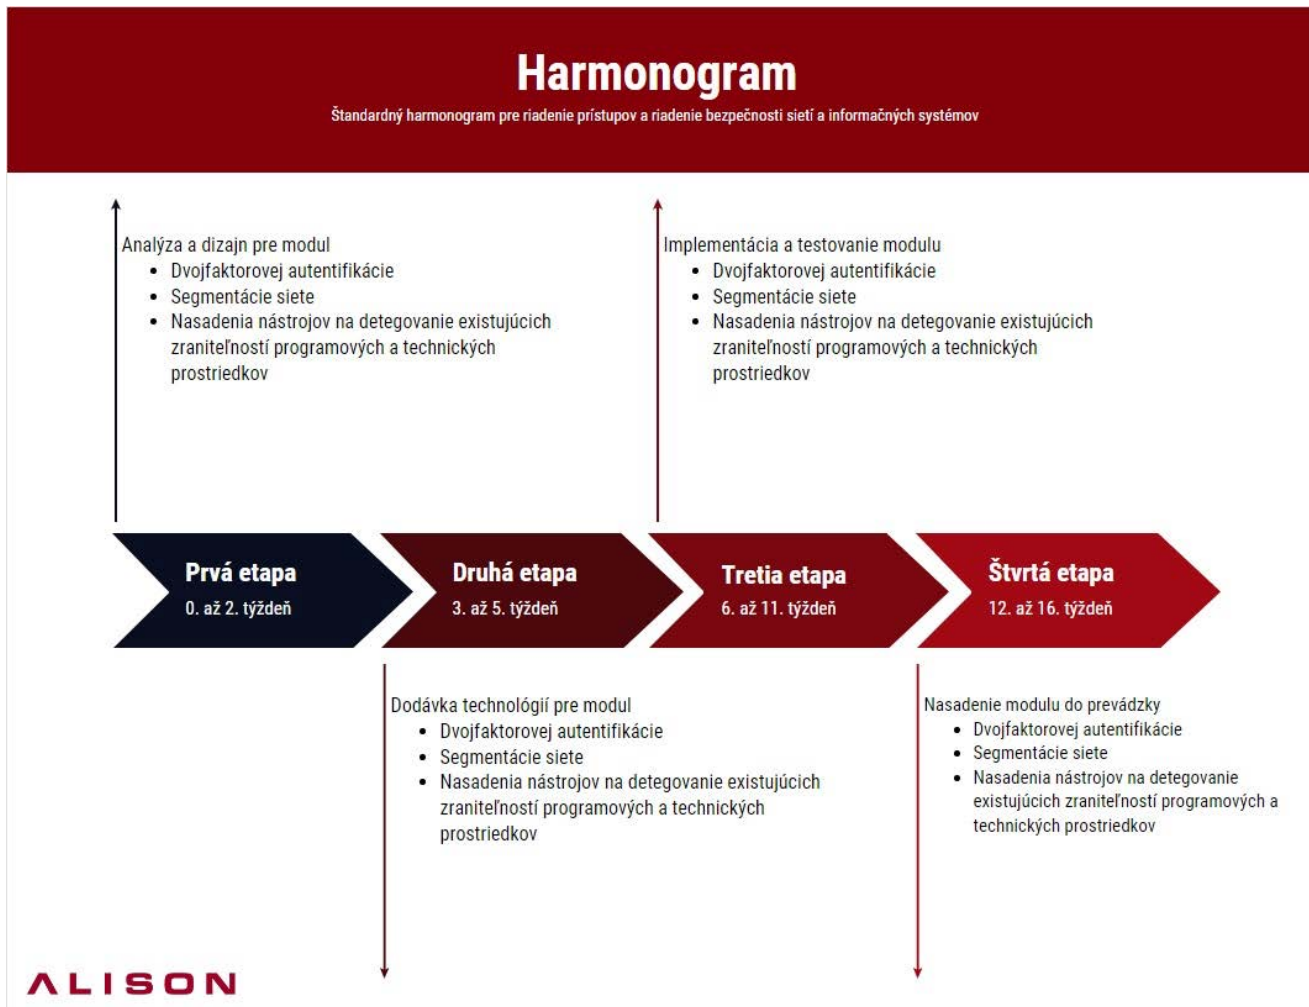 Harmonogram
Štandardný harmonogram pre riadenie prístupov a riadenie bezpečnosti sietí a informačných systémov
Analýza a dizajn pre modul
• Dvojfaktorovej autentifikácie
• Segmentácie siete
• Nasadenia nástrojov na detegovanie existujúcich
zraniteľností programových a technických
prostriedkov
Implementácia a testovanie modulu
• Dvojfaktorovej autentifikácie
• Segmentácie siete
• Nasadenia nástrojov na detegovanie existujúcich
zraniteľností programových a technických
prostriedkov
Prvá etapa
0. až 2. týždeň
Druhá etapa
3. až 5. týždeň
Tretia etapa
6. až 11. týždeň
Štvrtá etapa
12. až 16. týždeň
Dodávka technológií pre modul
• Dvojfaktorovej autentifikácie
• Segmentácie siete
• Nasadenia nástrojov na detegovanie existujúcich
zraniteľností programových a technických
prostriedkov
Nasadenie modulu do prevádzky
• Dvojfaktorovej autentifikácie
• Segmentácie siete
• Nasadenia nástrojov na detegovanie
existujúcich zraniteľností programových a
technických prostriedkov
ALISON